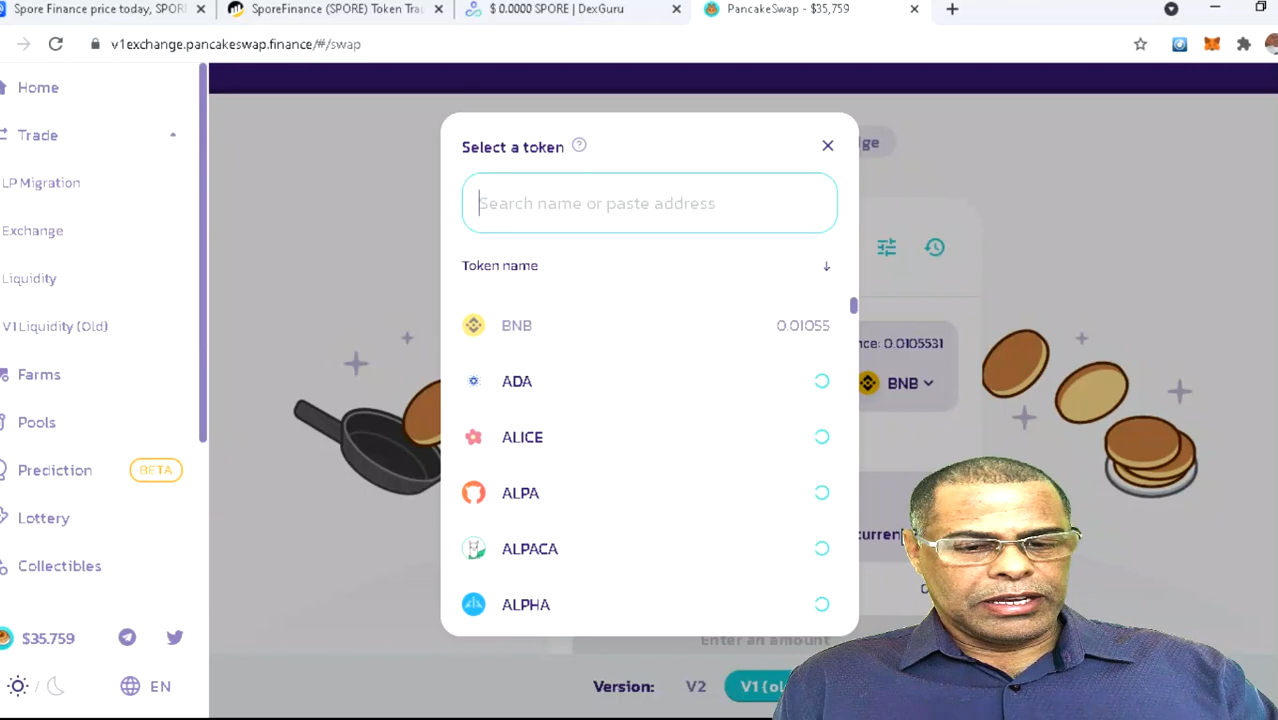 Spore Finance price today, SPORE
SporeFinance (SPORE) Token Trac
$ 0.0000 SPORE | DexGuru
PancakeSwap - $35,759
v1exchange.pancakeswap.finance/#/swap
Home
Trade
LP Migration
Exchange
Liquidity
V1 Liquidity (Old)
Farms
Pools
Prediction
BETA
Lottery
Collectibles
$35.759
EN
Select a token
Search name or paste address
Token name
BNB
0.01055
ADA
ALICE
ALPA
ALPACA
ALPHA
nce: 0.0105531
BNB
Enter an amount
Version:
V2
V1 (ol